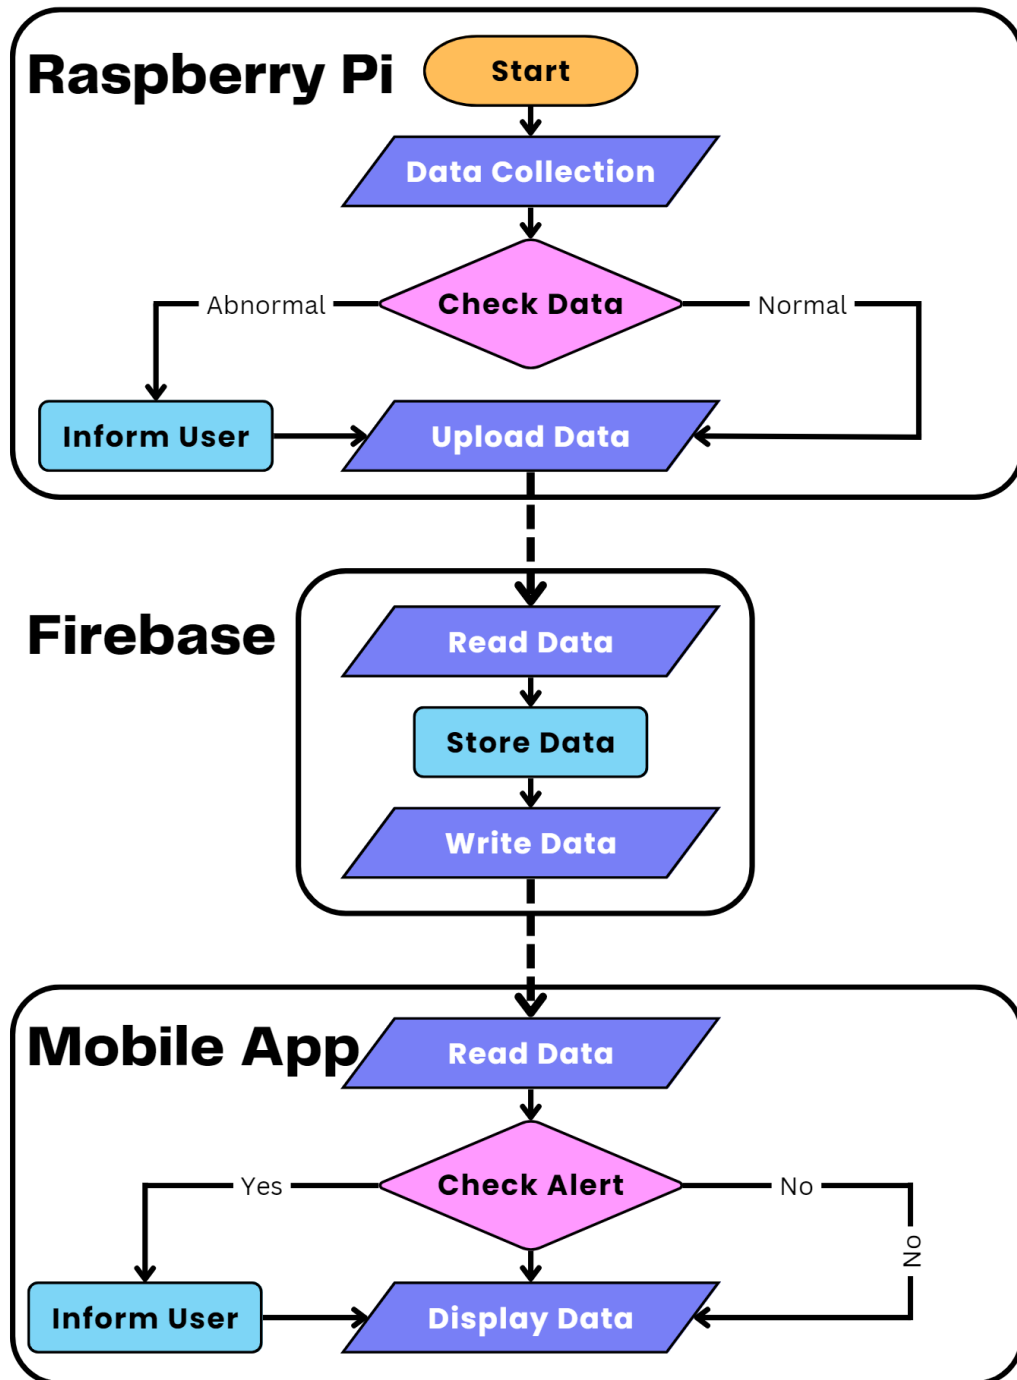 Raspberry Pi
Start
Data Collection
Check Data
Abnormal
Normal
Inform User
Upload Data
Firebase
Read Data
Store Data
Write Data
Mobile App
Read Data
Check Alert
Yes
No
No
Inform User
Display Data